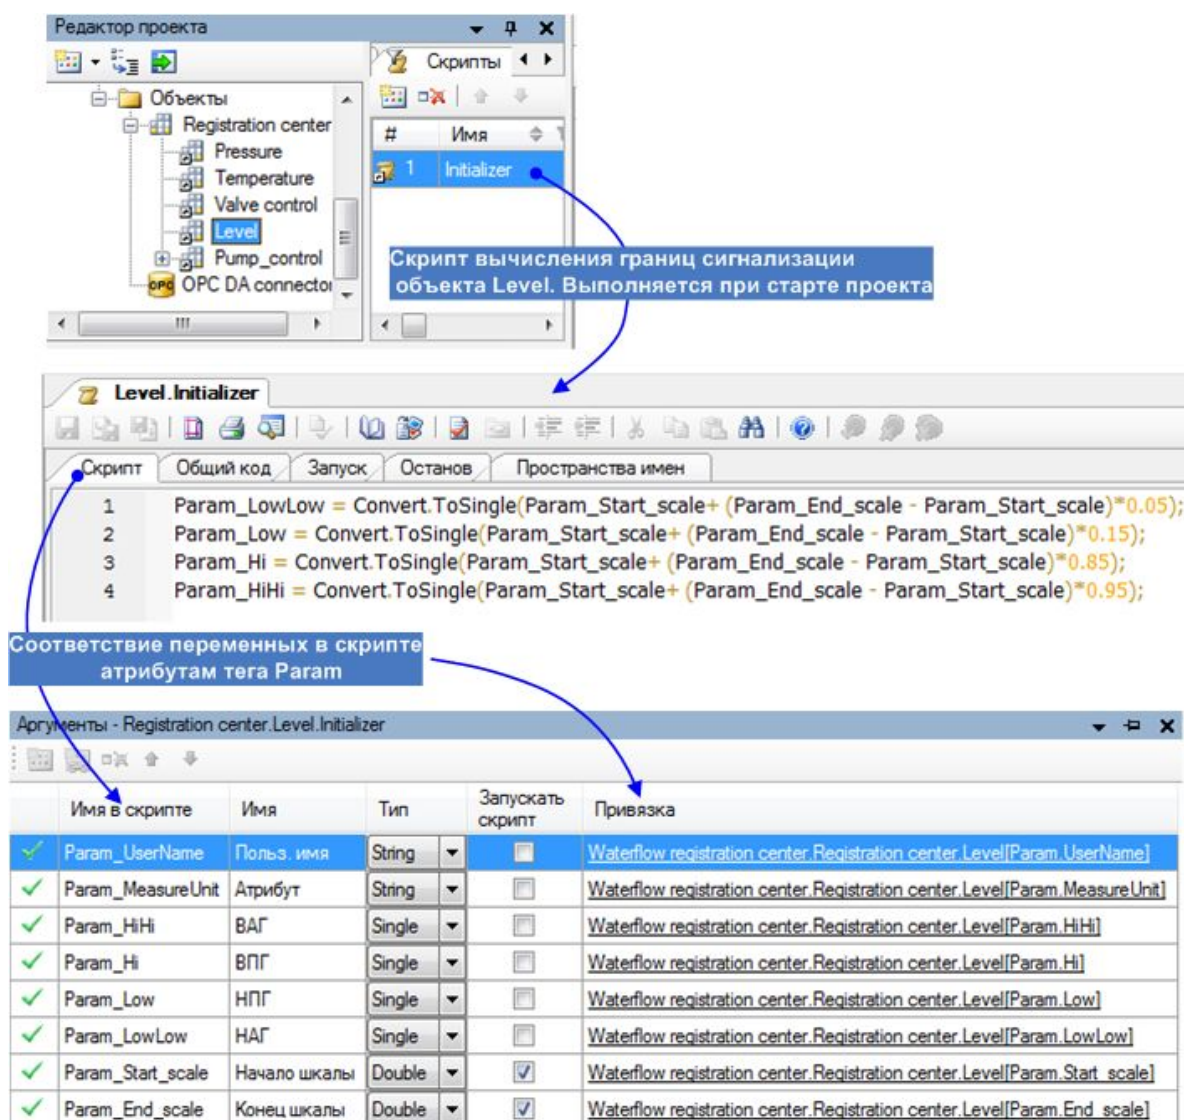 Редактор проекта
Скрипты
Объекты
Registration center
Pressure
Temperature
Valve control
Level
Pump_control
OPC DA connector
# Имя
1 Initializer
Скрипт вычисления границ сигнализации
объекта Level. Выполняется при старте проекта
Level.Initializer
Скрипт Общий код Запуск Останов Пространства имен
1 Param_LowLow = Convert.ToSingle(Param_Start_scale+ (Param_End_scale - Param_Start_scale)*0.05);
2 Param_Low = Convert.ToSingle(Param_Start_scale+ (Param_End_scale - Param_Start_scale)*0.15);
3 Param_Hi = Convert.ToSingle(Param_Start_scale+ (Param_End_scale - Param_Start_scale)*0.85);
4 Param_HiHi = Convert.ToSingle(Param_Start_scale+ (Param_End_scale - Param_Start_scale)*0.95);
Соответствие переменных в скрипте
атрибутам тега Param
Аргументы - Registration center.Level.Initializer
Имя в скрипте Имя Тип Запускать скрипт Привязка
Param_UserName Польз. имя String Waterflow registration center.Registration center.Level[Param.UserName]
Param_MeasureUnit Атрибут String Waterflow registration center.Registration center.Level[Param.MeasureUnit]
Param_HiHi ВАГ Single Waterflow registration center.Registration center.Level[Param.HiHi]
Param_Hi ВПГ Single Waterflow registration center.Registration center.Level[Param.Hi]
Param_Low НПГ Single Waterflow registration center.Registration center.Level[Param.Low]
Param_LowLow НАГ Single Waterflow registration center.Registration center.Level[Param.LowLow]
Param_Start_scale Начало шкалы Double Waterflow registration center.Registration center.Level[Param.Start_scale]
Param_End_scale Конец шкалы Double Waterflow registration center.Registration center.Level[Param.End_scale]